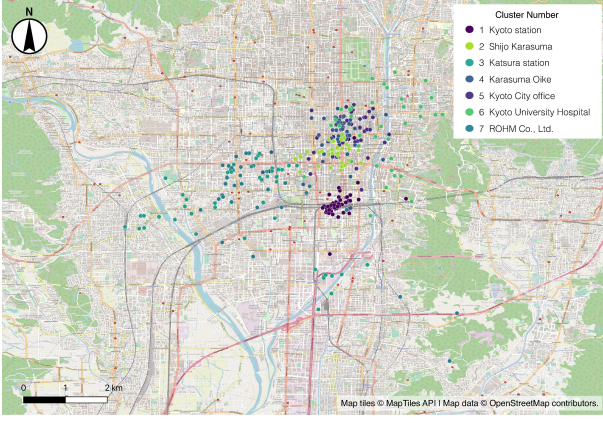 N
Cluster Number
1 Kyoto station
2 Shijo Karasuma
3 Katsura station
4 Karasuma Oike
5 Kyoto City office
6 Kyoto University Hospital
7 ROHM Co., Ltd.
0 1 2 km
Map tiles © MapTiles API I Map data © OpenStreetMap contributors.